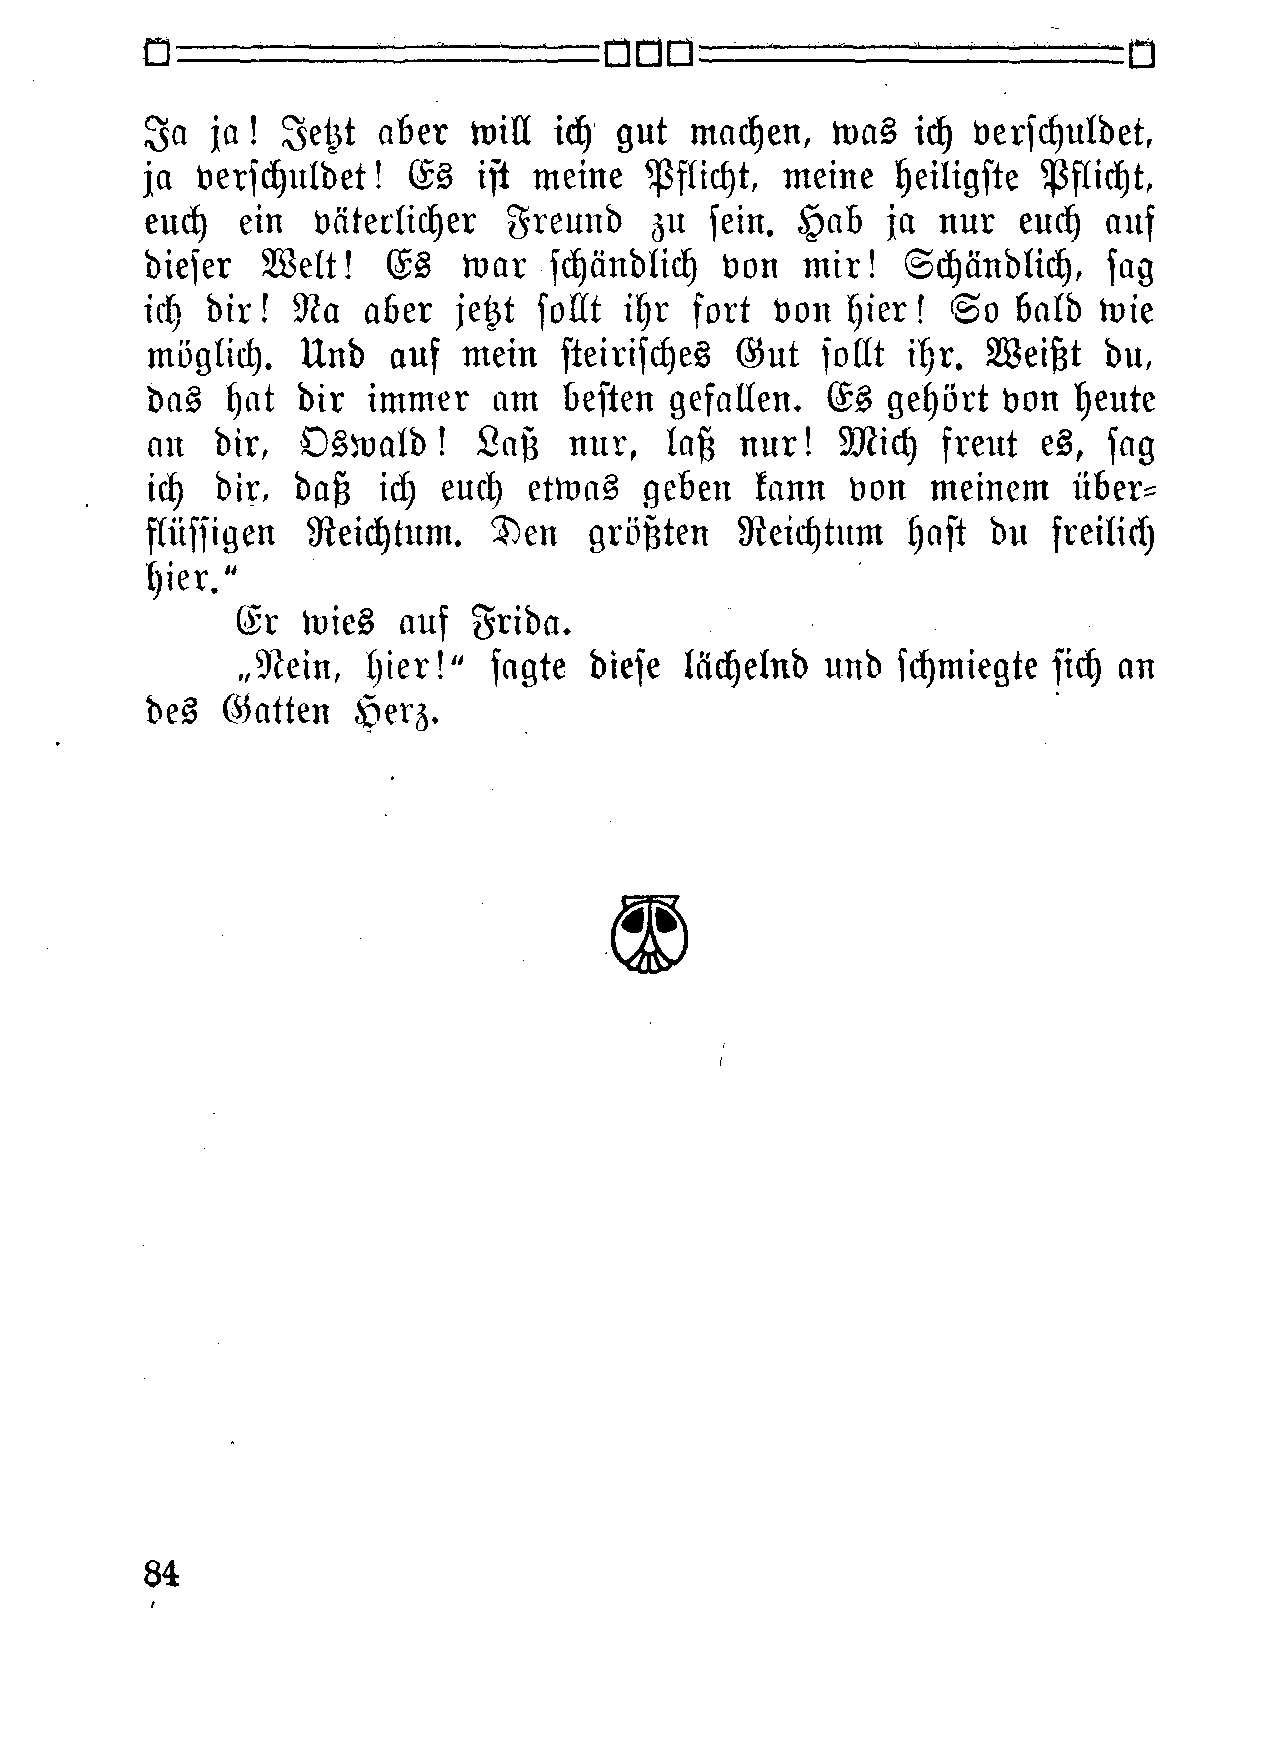 Ja ja! Jetzt aber will ich gut machen, was ich verschuldet,
ja verschuldet! Es ist meine Pflicht, meine heiligste Pflicht,
euch ein väterlicher Freund zu sein. Hab ja nur euch auf
dieser Welt! Es war schändlich von mir! Schändlich, sag
ich dir! Na aber jetzt sollt ihr fort von hier! So bald wie
möglich. Und auf mein steirisches Gut sollt ihr. Weißt du,
das hat dir immer am besten gefallen. Es gehört von heute
an dir, Oswald! Laß nur, laß nur! Mich freut es, sag
ich dir, daß ich euch etwas geben kann von meinem über-
flüssigen Reichtum. Den größten Reichtum hast du freilich
hier.“
Er wies auf Frida.
„Nein, hier!“ sagte diese lächelnd und schmiegte sich an
des Gatten Herz.
84